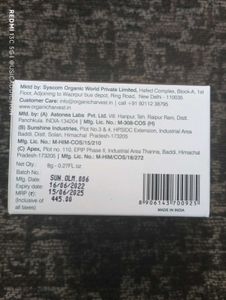 REDMI 13C 5G
Mktd by: Syscom Organic World Private Limited, Hafed Complex, Block-A, 1st
Floor, Adjoining to Wazirpur bus depot, Ring Road, New Delhi - 110035
Customer Care: info@organicharvest.in | call +91 92112 38795
www.organicharvest.in
Mfg. by: (A) Astonea Labs Pvt. Ltd. Vill. Haripur, Teh. Raipur Rani, Distt.
Panchkula, INDIA-134204 | Mfg. Lic. No.: M-308-COS (H)
(B) Sunshine Industries, Plot No.3 & 4, HPSIDC Extension, Industrial Area
Baddi, Distt. Solan, Himachal Pradesh-173205
Mfg. Lic. No. M-HIM/COS/15/210
(C) Apex, Plot no. 110, EPIP Phase II, Industrial Area Thanna, Baddi, Himachal
Pradesh-173205 | Mfg. Lic. No.: M-HIM/COS/18/272
Net Qty.: 8g - 0.27FL.oz
Batch No. SUN.OLM.006
Mfg. Date: 16/06/2022
Expiry Date: 15/06/2025
MRP (₹): 445.00
(Inclusive
of all taxes)
8906143700923
MADE IN INDIA